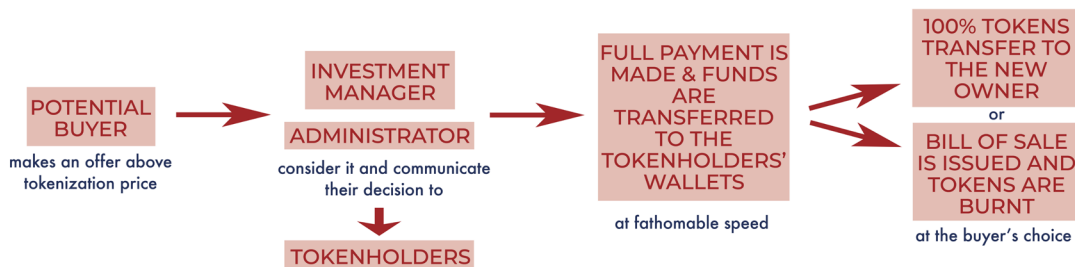 POTENTIAL
BUYER
makes an offer above
tokenization price
INVESTMENT
MANAGER
ADMINISTRATOR
consider it and communicate
their decision to
TOKENHOLDERS
FULL PAYMENT IS
MADE & FUNDS
ARE
TRANSFERRED
TO THE
TOKENHOLDERS’
WALLETS
at fathomable speed
100% TOKENS
TRANSFER TO
THE NEW
OWNER
or
BILL OF SALE
IS ISSUED AND
TOKENS ARE
BURNT
at the buyer’s choice